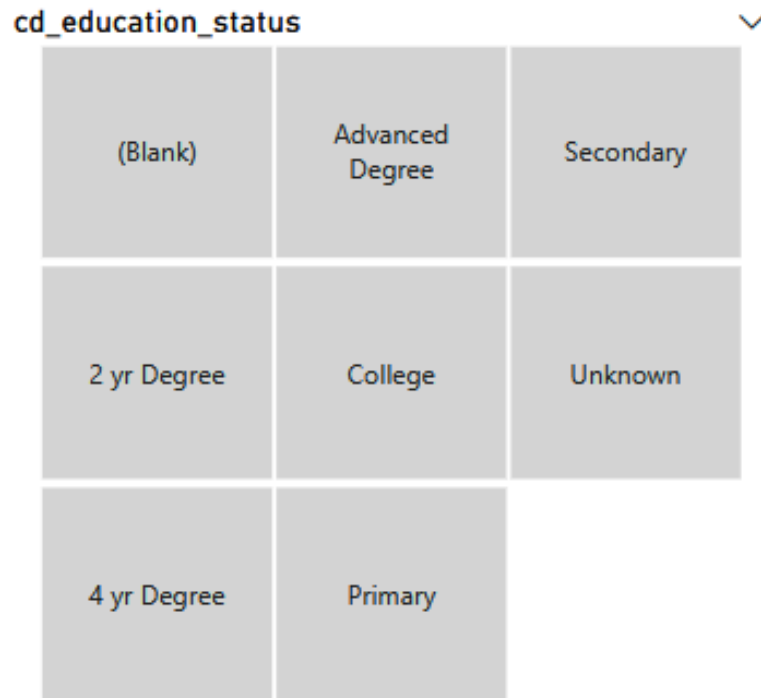 cd_education_status
(Blank)
Advanced
Degree
Secondary
2 yr Degree
College
Unknown
4 yr Degree
Primary